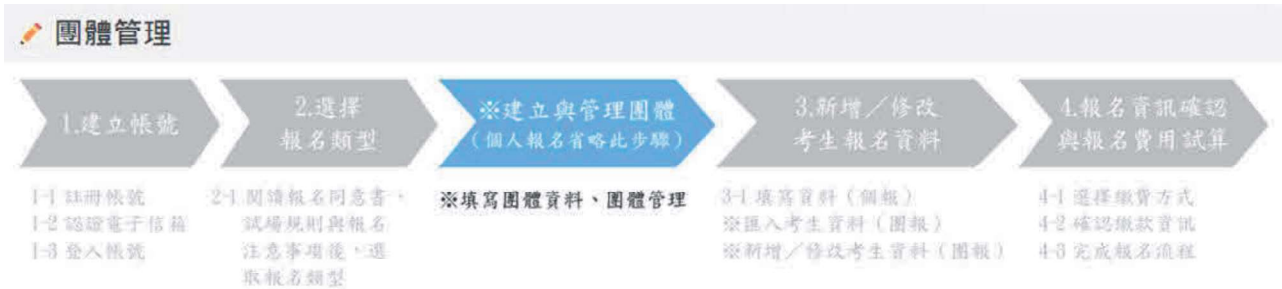 團體管理
1.建立帳號
2.選擇
報名類型
※建立與管理團體
(個人報名省略此步驟)
3.新增／修改
考生報名資料
4.報名資訊確認
與報名費用試算
1-1 註冊帳號
1-2 認證電子信箱
1-3 登入帳號
2-1 閱讀報名同意書、
試場規則與報名
注意事項後，選
取報名類型
※填寫團體資料、團體管理
3-1 填寫資料（個報）
※匯入考生資料（團報）
※新增／修改考生資料（團報）
4-1 選擇繳費方式
4-2 確認繳款資訊
4-3 完成報名流程